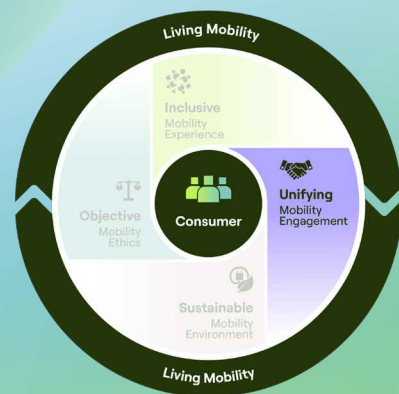 Living Mobility
Inclusive
Mobility
Experience
Unifying
Mobility
Engagement
Objective
Mobility
Ethics
Consumer
Sustainable
Mobility
Environment
Living Mobility